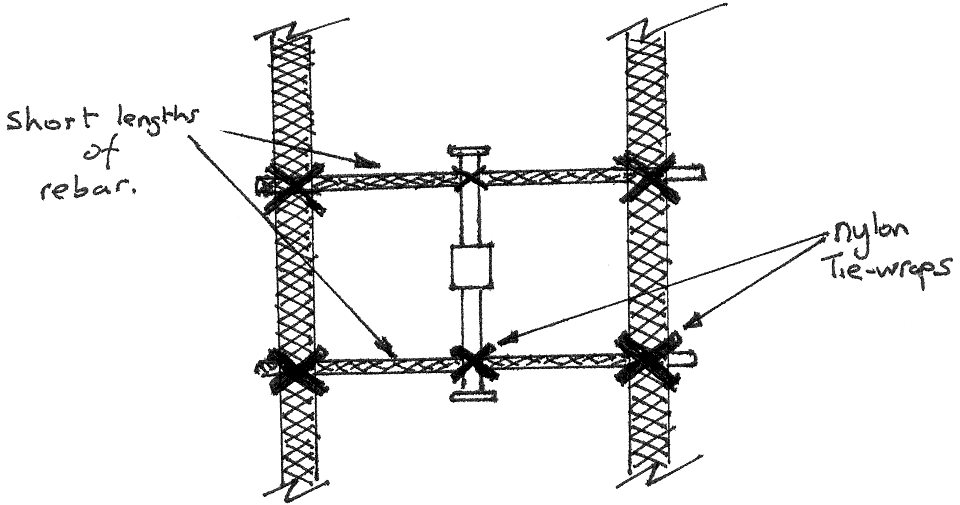 Short lengths
of
rebar.
nylon
Tie-wraps